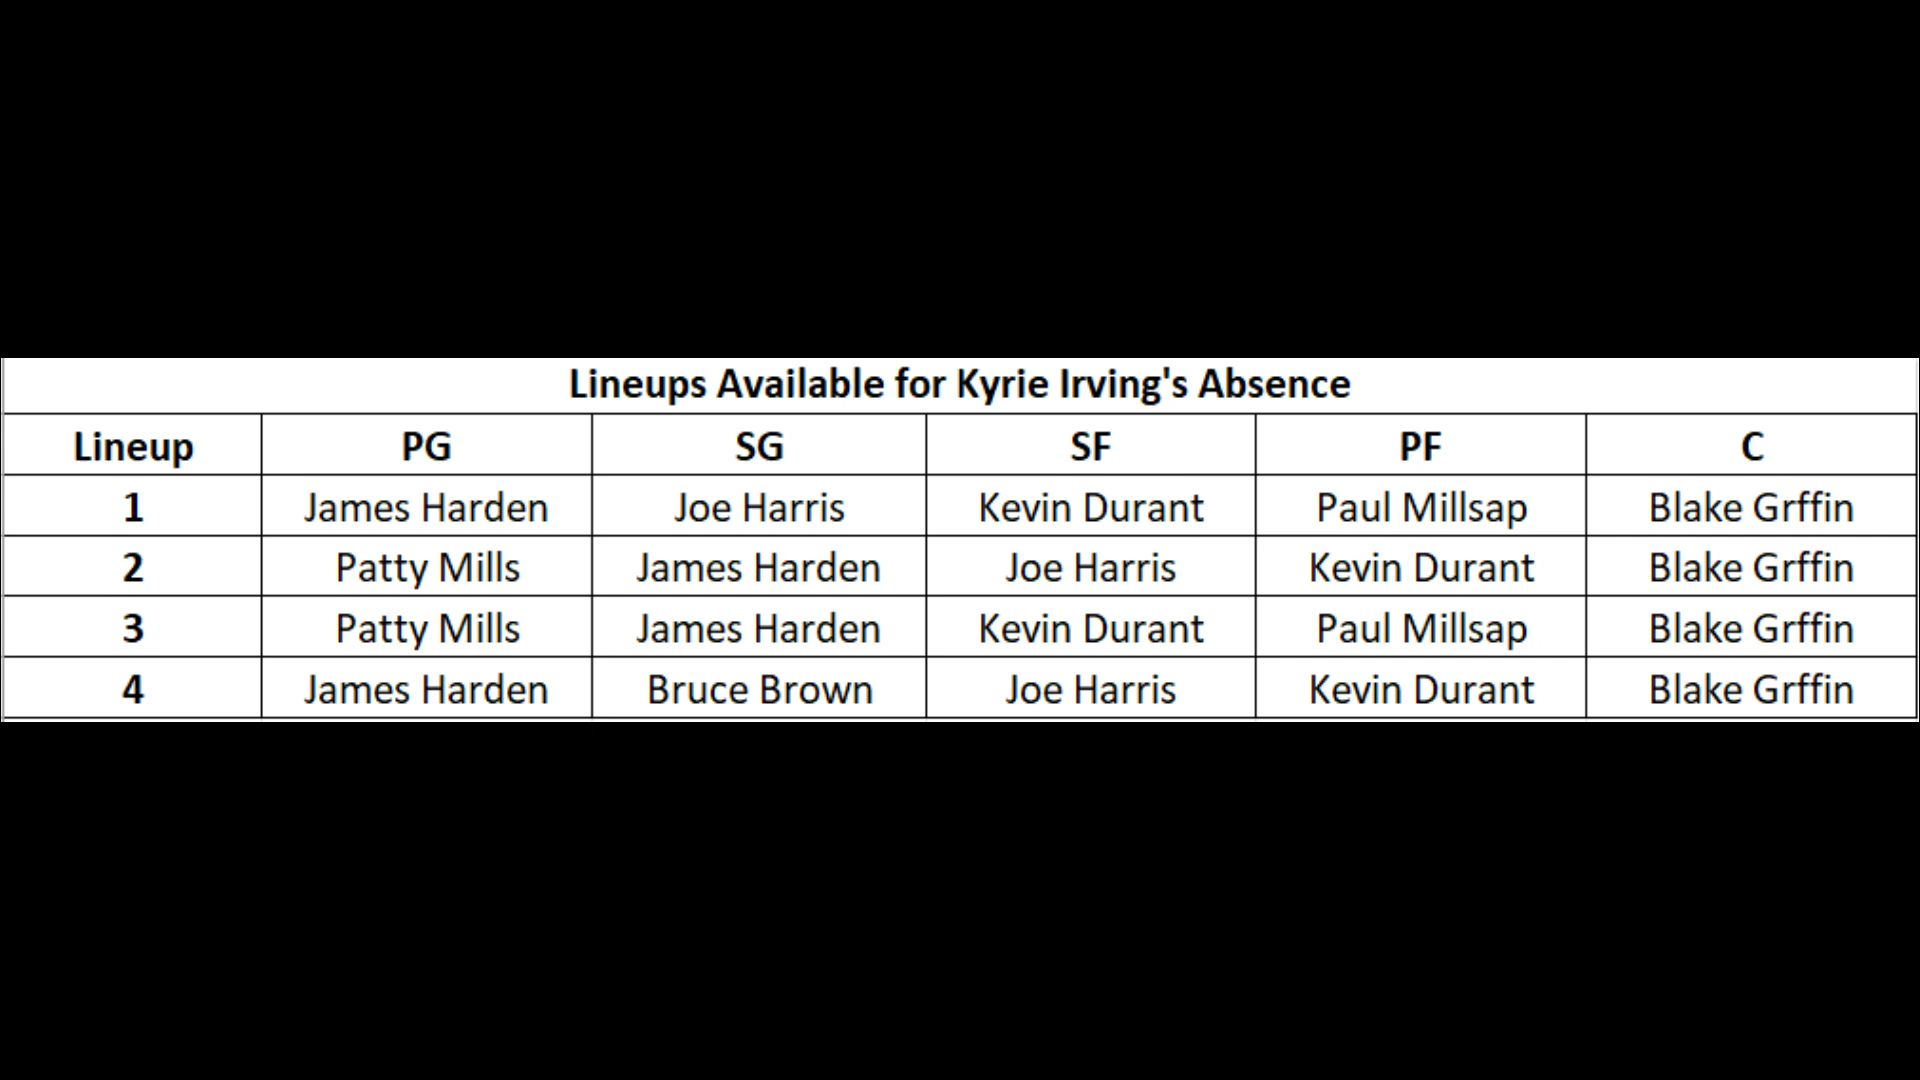 Lineups Available for Kyrie Irving's Absence
Lineup PG SG SF PF C
1 James Harden Joe Harris Kevin Durant Paul Millsap Blake Grffin
2 Patty Mills James Harden Joe Harris Kevin Durant Blake Grffin
3 Patty Mills James Harden Kevin Durant Paul Millsap Blake Grffin
4 James Harden Bruce Brown Joe Harris Kevin Durant Blake Grffin